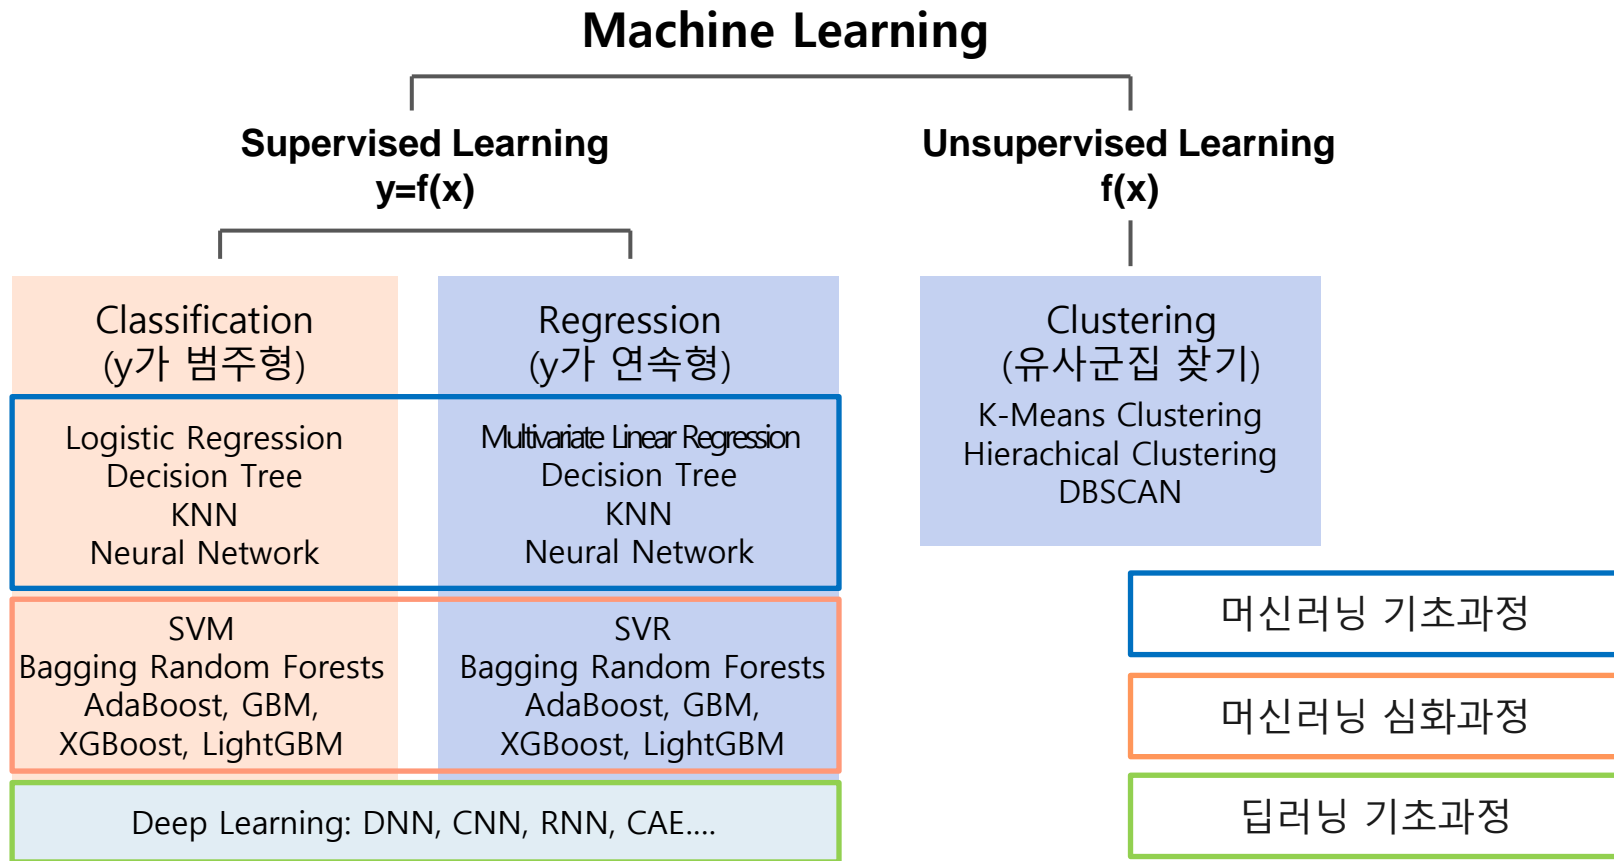 Machine Learning
Supervised Learning
y=f(x)
Unsupervised Learning
f(x)
Classification
(y가 범주형)
Logistic Regression
Decision Tree
KNN
Neural Network
SVM
Bagging Random Forests
AdaBoost, GBM,
XGBoost, LightGBM
Regression
(y가 연속형)
Multivariate Linear Regression
Decision Tree
KNN
Neural Network
SVR
Bagging Random Forests
AdaBoost, GBM,
XGBoost, LightGBM
Deep Learning: DNN, CNN, RNN, CAE....
Clustering
(유사군집 찾기)
K-Means Clustering
Hierachical Clustering
DBSCAN
머신러닝 기초과정
머신러닝 심화과정
딥러닝 기초과정